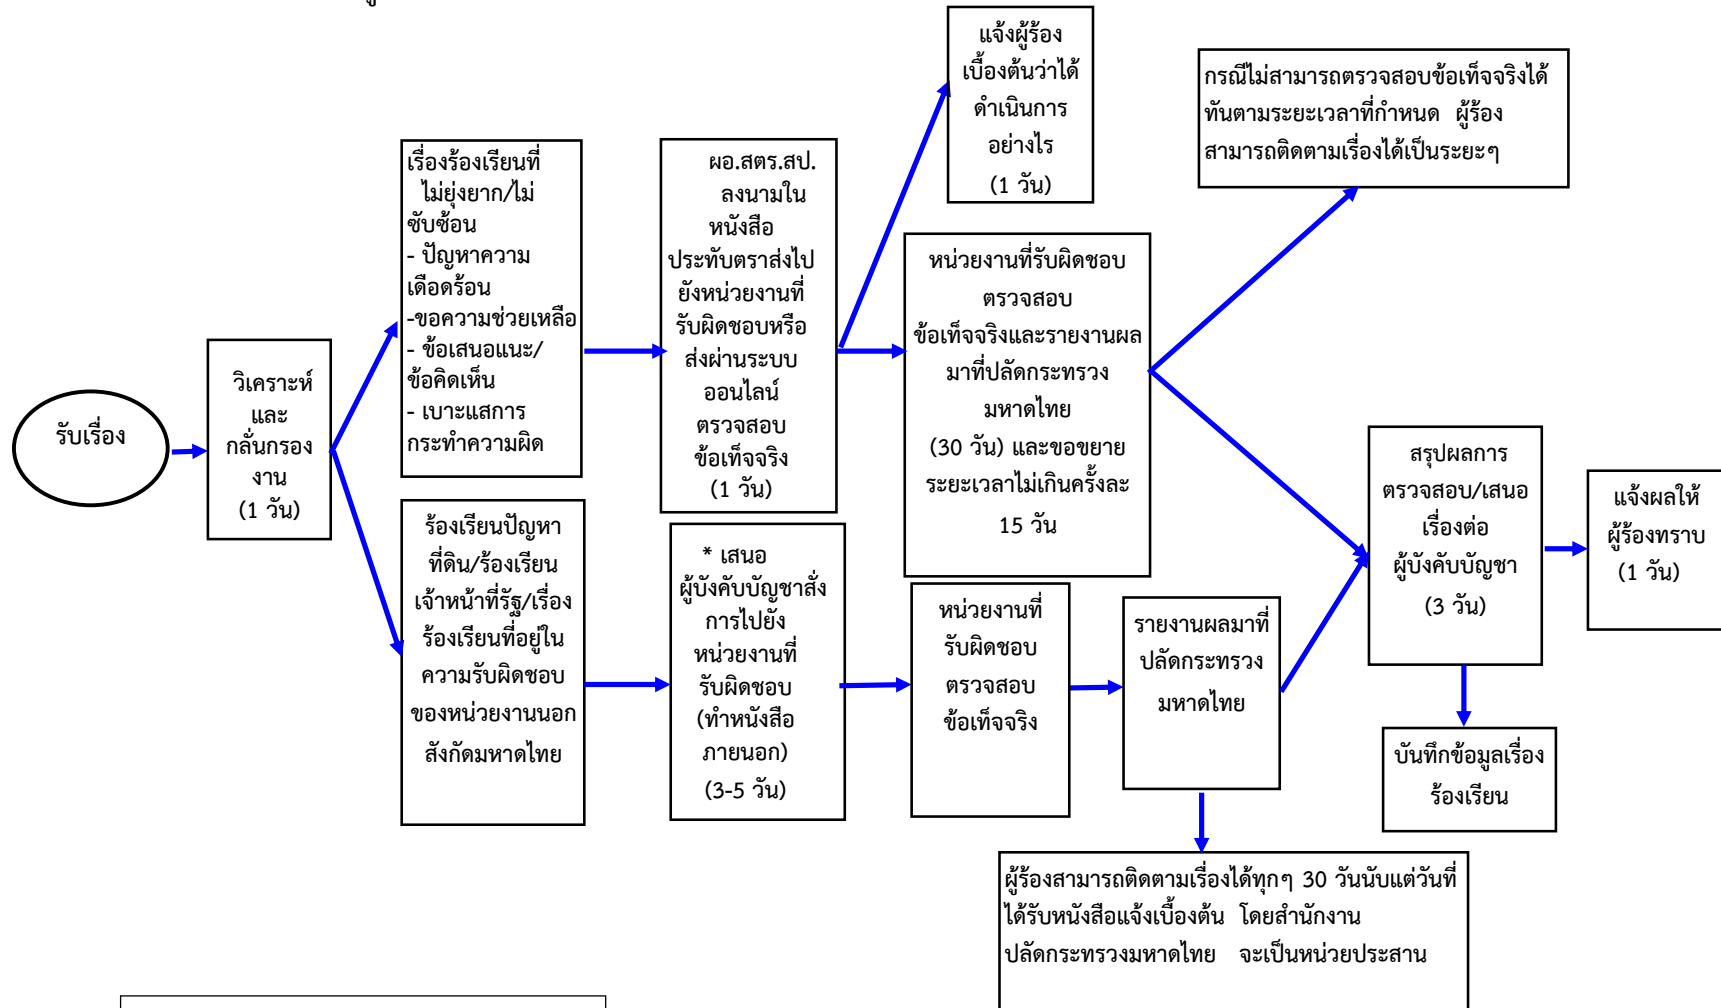 รับเรื่อง
วิเคราะห์
และ
กลั่นกรอง
งาน
(1 วัน)
เรื่องร้องเรียนที่
ไม่ยุ่งยาก/ไม่
ซับซ้อน
- ปัญหาความ
เดือดร้อน
-ขอความช่วยเหลือ
- ข้อเสนอแนะ/
ข้อคิดเห็น
- เบาะแสการ
กระทำความผิด
ร้องเรียนปัญหา
ที่ดิน/ร้องเรียน
เจ้าหน้าที่รัฐ/เรื่อง
ร้องเรียนที่อยู่ใน
ความรับผิดชอบ
ของหน่วยงานนอก
สังกัดมหาดไทย
ผอ.สตร.สป.
ลงนามใน
หนังสือ
ประทับตราส่งไป
ยังหน่วยงานที่
รับผิดชอบหรือ
ส่งผ่านระบบ
ออนไลน์
ตรวจสอบ
ข้อเท็จจริง
(1 วัน)
* เสนอ
ผู้บังคับบัญชาสั่ง
การไปยัง
หน่วยงานที่
รับผิดชอบ
(ทำหนังสือ
ภายนอก)
(3-5 วัน)
แจ้งผู้ร้อง
เบื้องต้นว่าได้
ดำเนินการ
อย่างไร
(1 วัน)
หน่วยงานที่รับผิดชอบ
ตรวจสอบ
ข้อเท็จจริงและรายงานผล
มาที่ปลัดกระทรวง
มหาดไทย
(30 วัน) และขอขยาย
ระยะเวลาไม่เกินครั้งละ
15 วัน
หน่วยงานที่
รับผิดชอบ
ตรวจสอบ
ข้อเท็จจริง
รายงานผลมาที่
ปลัดกระทรวง
มหาดไทย
กรณีไม่สามารถตรวจสอบข้อเท็จจริงได้
ทันตามระยะเวลาที่กำหนด ผู้ร้อง
สามารถติดตามเรื่องได้เป็นระยะๆ
สรุปผลการ
ตรวจสอบ/เสนอ
เรื่องต่อ
ผู้บังคับบัญชา
(3 วัน)
แจ้งผลให้
ผู้ร้องทราบ
(1 วัน)
บันทึกข้อมูลเรื่อง
ร้องเรียน
ผู้ร้องสามารถติดตามเรื่องได้ทุกๆ 30 วันนับแต่วันที่
ได้รับหนังสือแจ้งเบื้องต้น โดยสำนักงาน
ปลัดกระทรวงมหาดไทย จะเป็นหน่วยประสาน